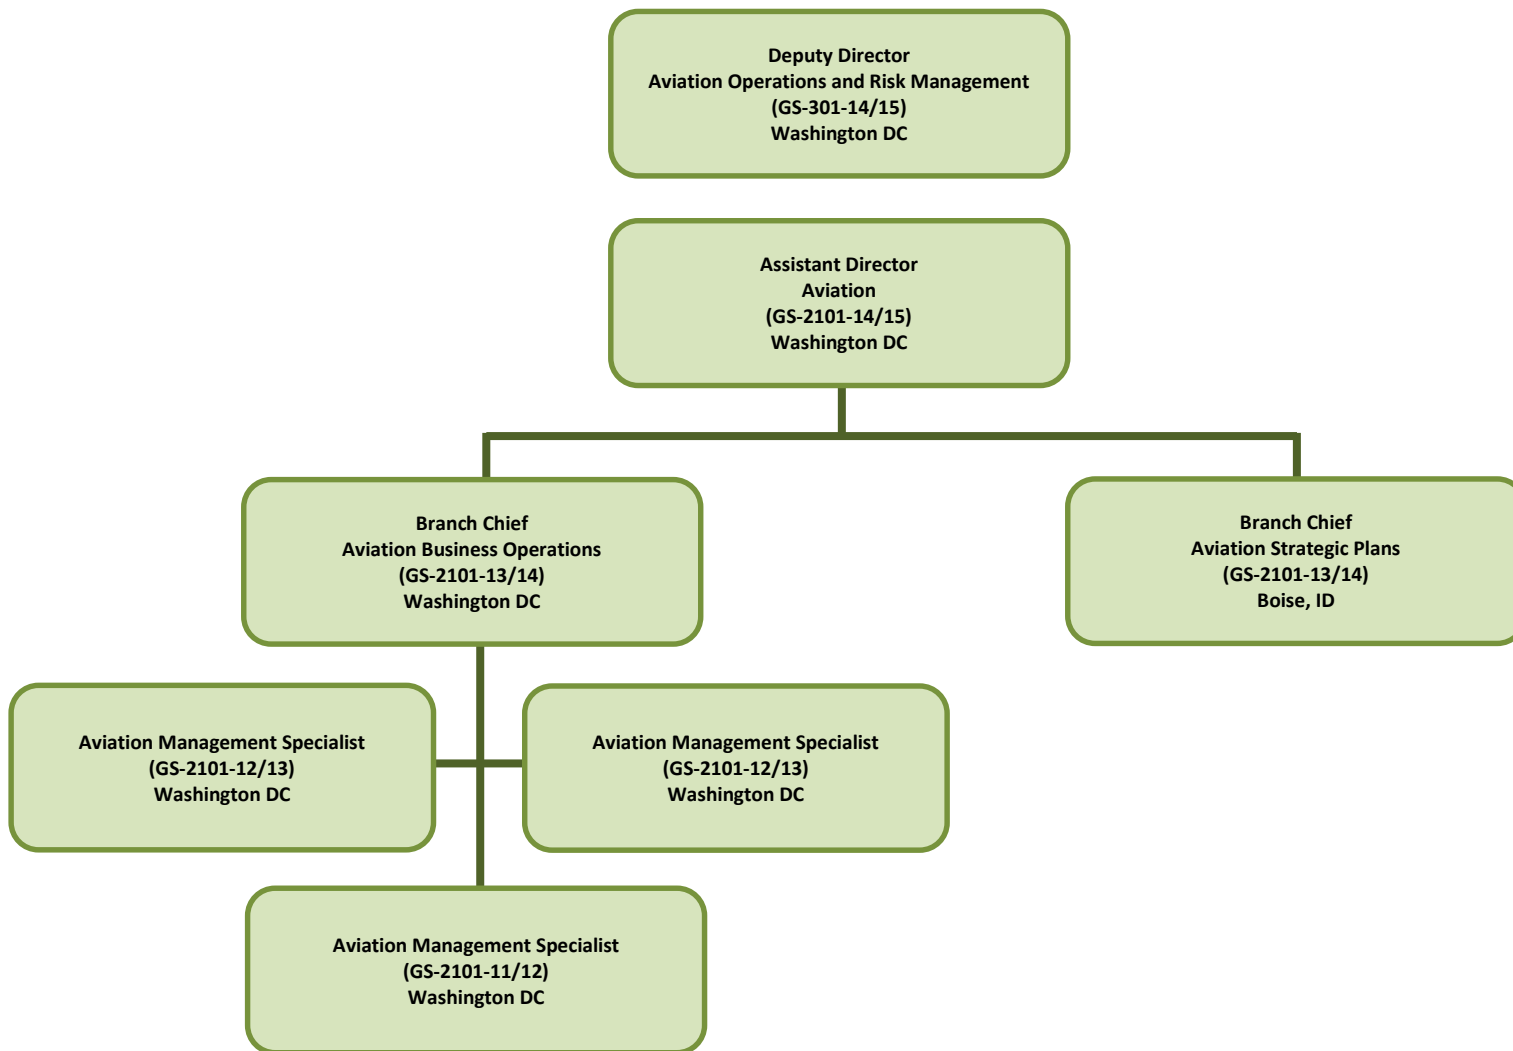 Deputy Director
Aviation Operations and Risk Management
(GS-301-14/15)
Washington DC
Assistant Director
Aviation
(GS-2101-14/15)
Washington DC
Branch Chief
Aviation Business Operations
(GS-2101-13/14)
Washington DC
Branch Chief
Aviation Strategic Plans
(GS-2101-13/14)
Boise, ID
Aviation Management Specialist
(GS-2101-12/13)
Washington DC
Aviation Management Specialist
(GS-2101-12/13)
Washington DC
Aviation Management Specialist
(GS-2101-11/12)
Washington DC